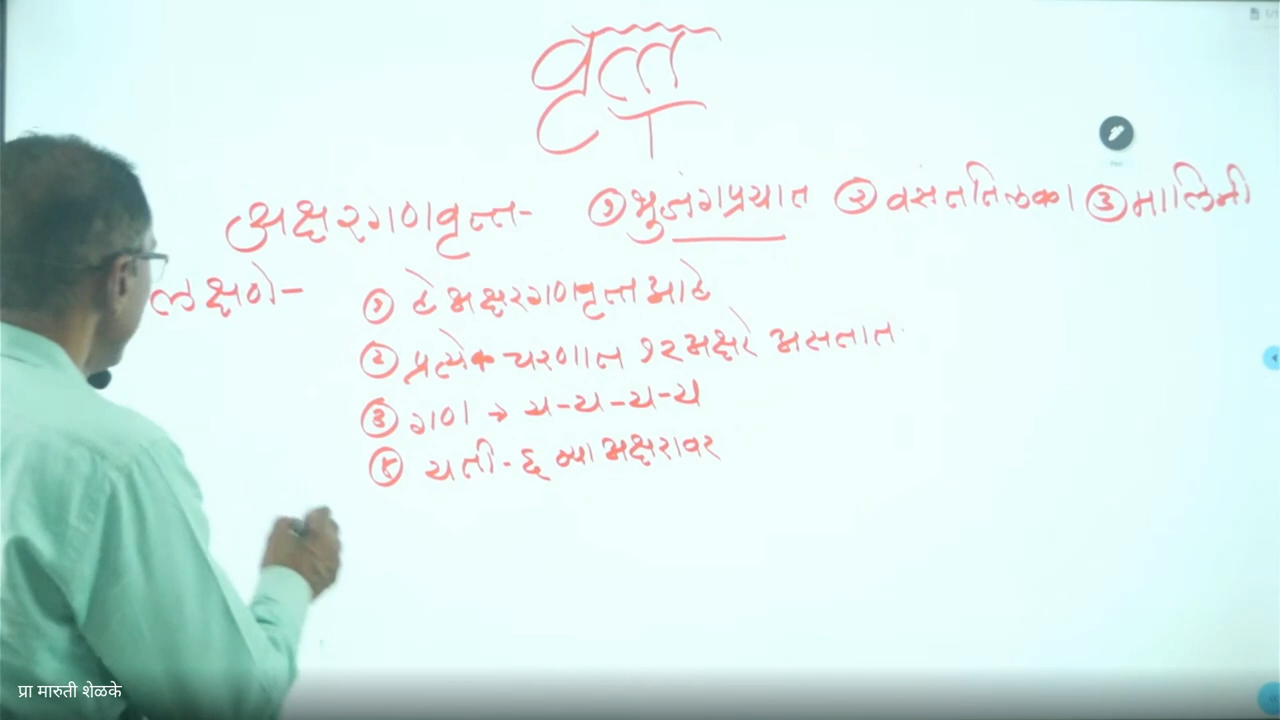 वृत्त
अक्षरगणवृत्त- ① भुजंगप्रयात ② वसंततिलका ③ मालिनी
लक्षणे- ① हे अक्षरगणवृत्त आहे
② प्रत्येक चरणात १२ अक्षरे असतात.
③ गण → य-य-य-य
④ यती-६ व्या अक्षरावर
प्रा मारुती शेळके